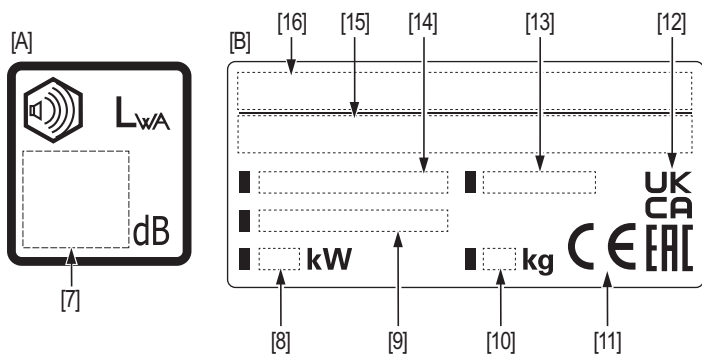 [A]
LWA
dB
[7]
[B]
[16]
[15]
[14]
[13]
[12]
UK
CA
kW
kg
CE
EAC
[8]
[9]
[10]
[11]